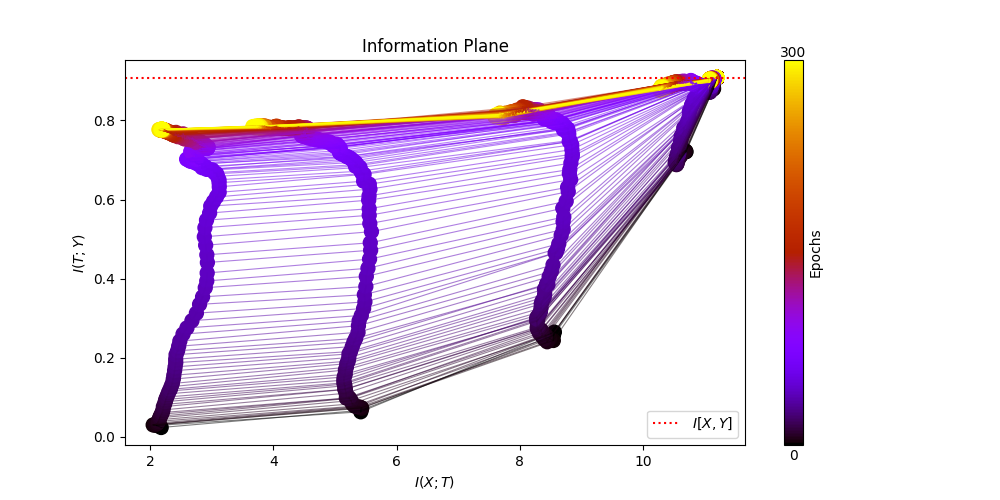 Information Plane
300
0.8
0.6
0.4
0.2
0.0
I(T; Y)
2
4
6
8
10
I(X; T)
I[X, Y]
Epochs
0